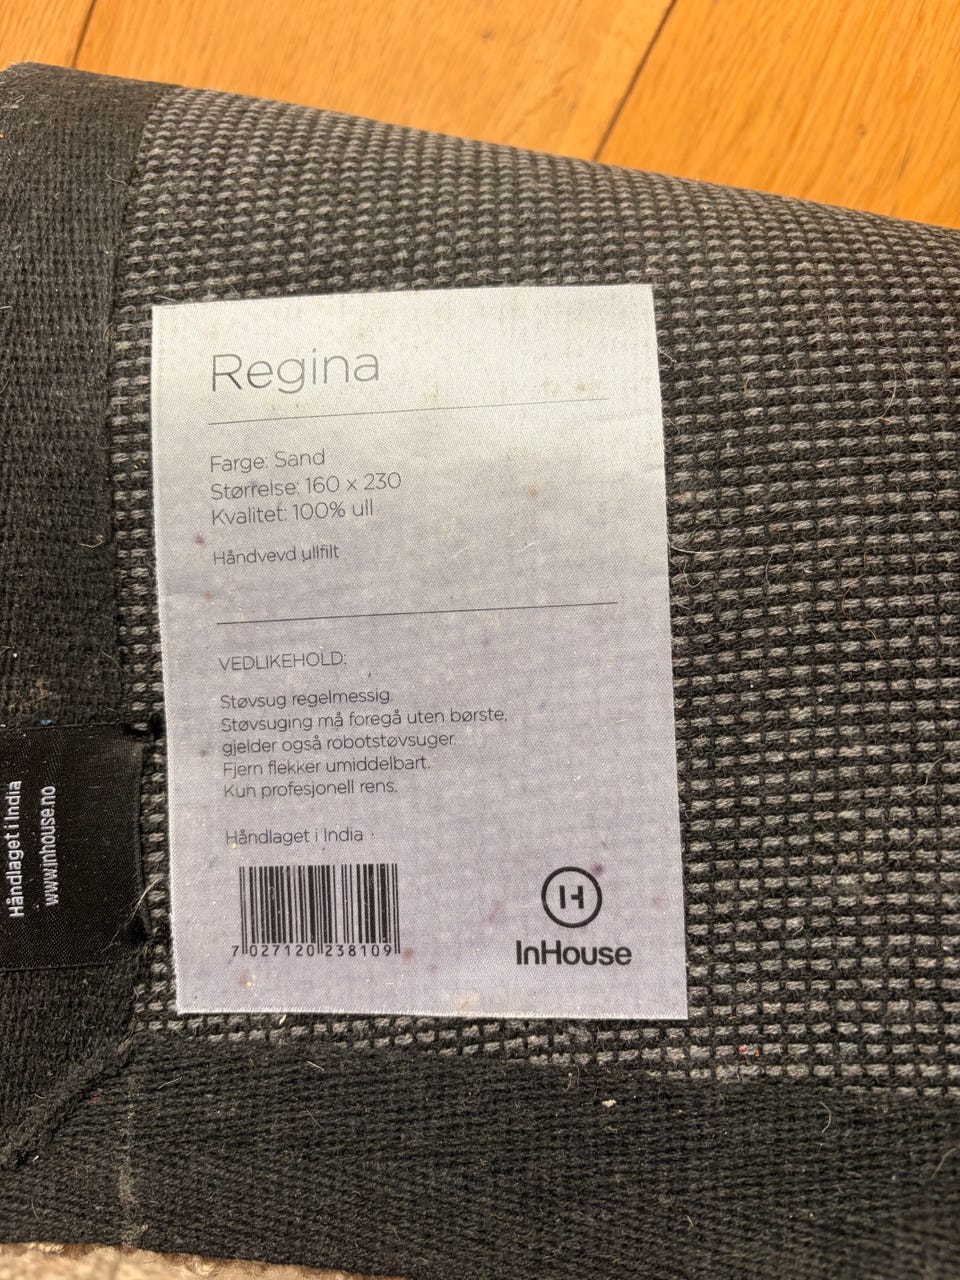 Regina
Farge: Sand
Størrelse: 160 x 230
Kvalitet: 100% ull
Håndvevd ullfilt
VEDLIKEHOLD:
Støvsug regelmessig.
Støvsuging må foregå uten børste,
gjelder også robotstøvsuger.
Fjern flekker umiddelbart.
Kun profesjonell rens.
Håndlaget i India
7 027120 238109
InHouse
Håndlaget i India
www.inhouse.no